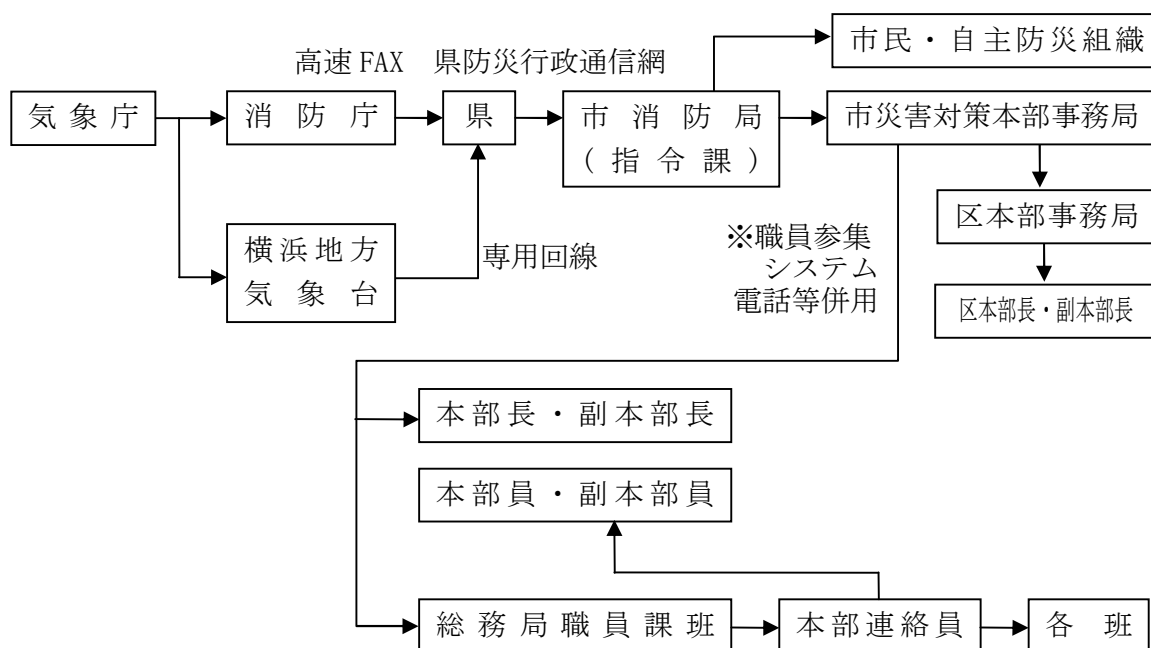 市民・自主防災組織
高速 FAX 県防災行政通信網
気象庁
消防庁
県
市消防局
(指令課)
市災害対策本部事務局
区本部事務局
横浜地方
気象台
専用回線
※職員参集
システム
電話等併用
区本部長・副本部長
本部長・副本部長
本部員・副本部員
総務局職員課班
本部連絡員
各班